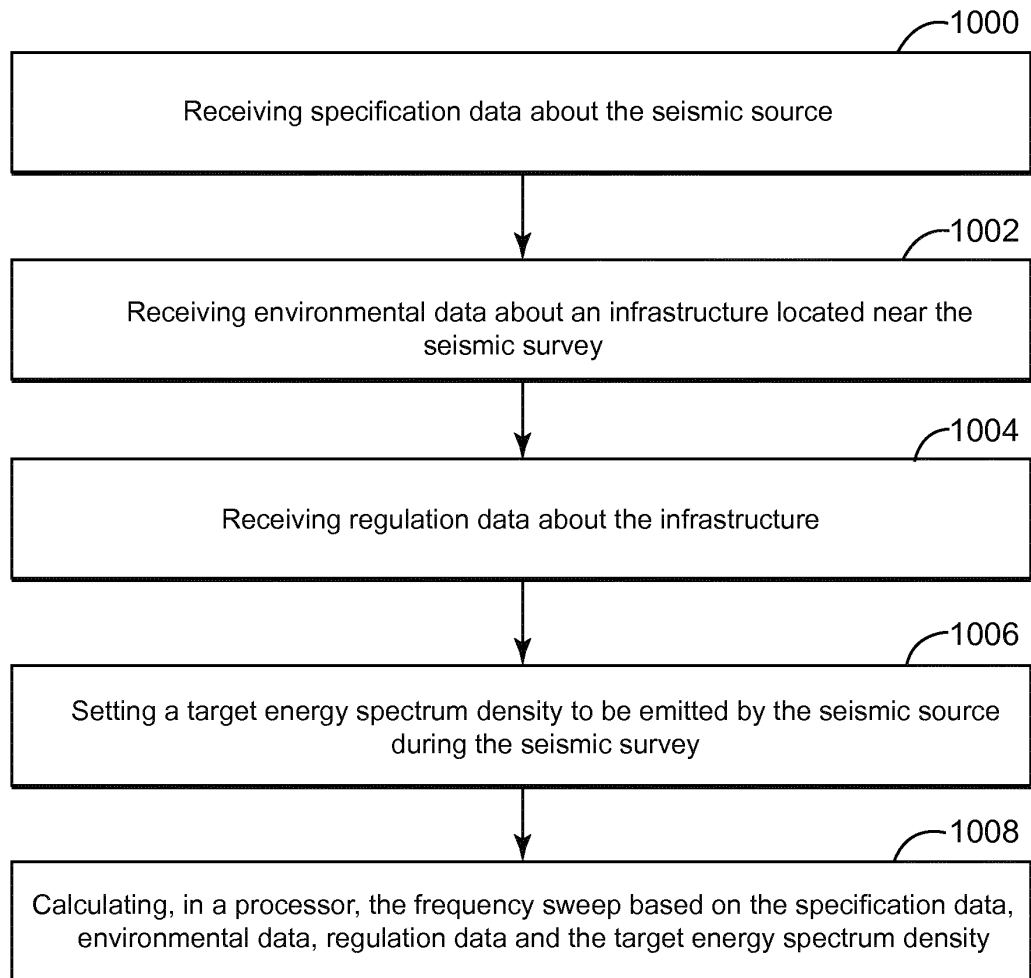 1000
Receiving specification data about the seismic source
1002
Receiving environmental data about an infrastructure located near the
seismic survey
1004
Receiving regulation data about the infrastructure
1006
Setting a target energy spectrum density to be emitted by the seismic source
during the seismic survey
1008
Calculating, in a processor, the frequency sweep based on the specification data,
environmental data, regulation data and the target energy spectrum density